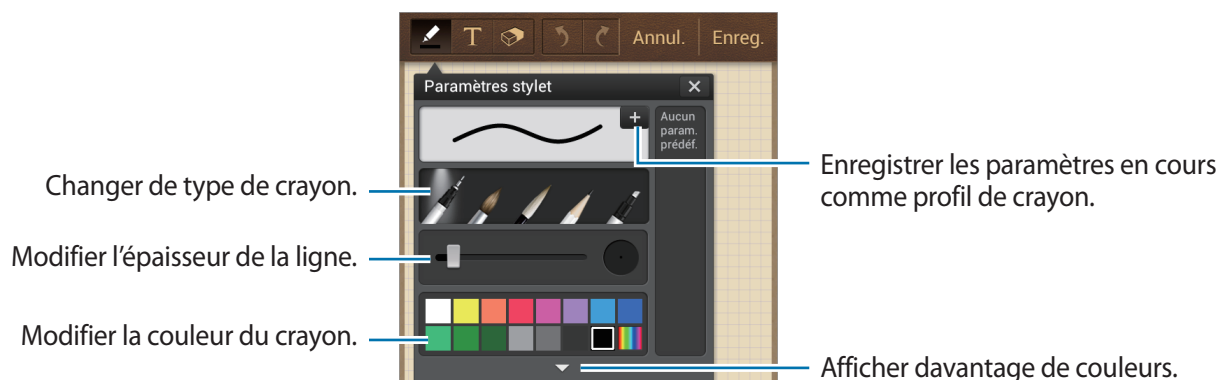 T
Annul.
Enreg.
Paramètres stylet
Aucun
param.
prédéf.
Changer de type de crayon.
Enregistrer les paramètres en cours
comme profil de crayon.
Modifier l’épaisseur de la ligne.
Modifier la couleur du crayon.
Afficher davantage de couleurs.